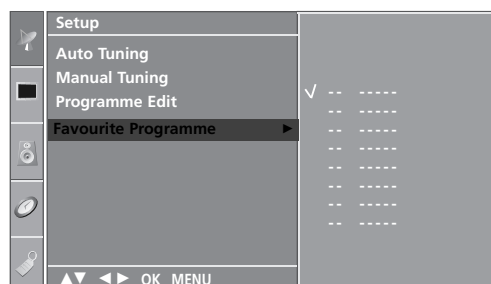 Setup
Auto Tuning
Manual Tuning
Programme Edit
Favourite Programme ►
√ -- -----
-- -----
-- -----
-- -----
-- -----
-- -----
-- -----
-- -----
▲▼ ◄► OK MENU